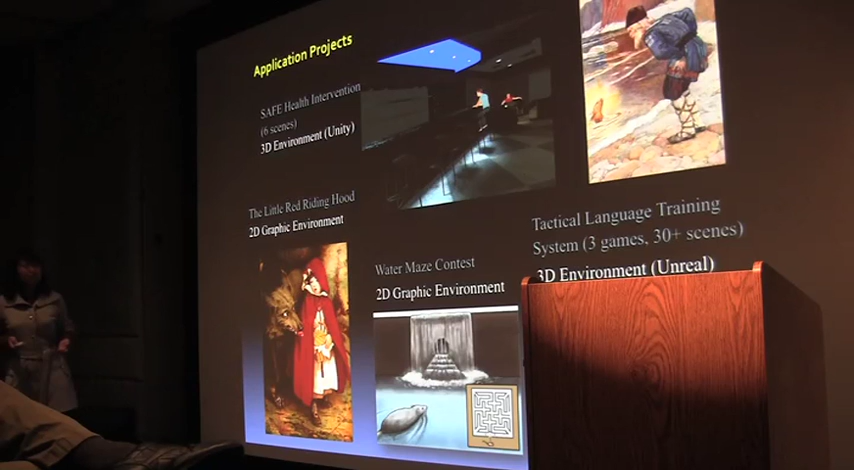 Application Projects
SAFE Health Intervention
(6 scenes)
3D Environment (Unity)
The Little Red Riding Hood
2D Graphic Environment
Water Maze Contest
2D Graphic Environment
Tactical Language Training
System (3 games, 30+ scenes)
3D Environment (Unreal)